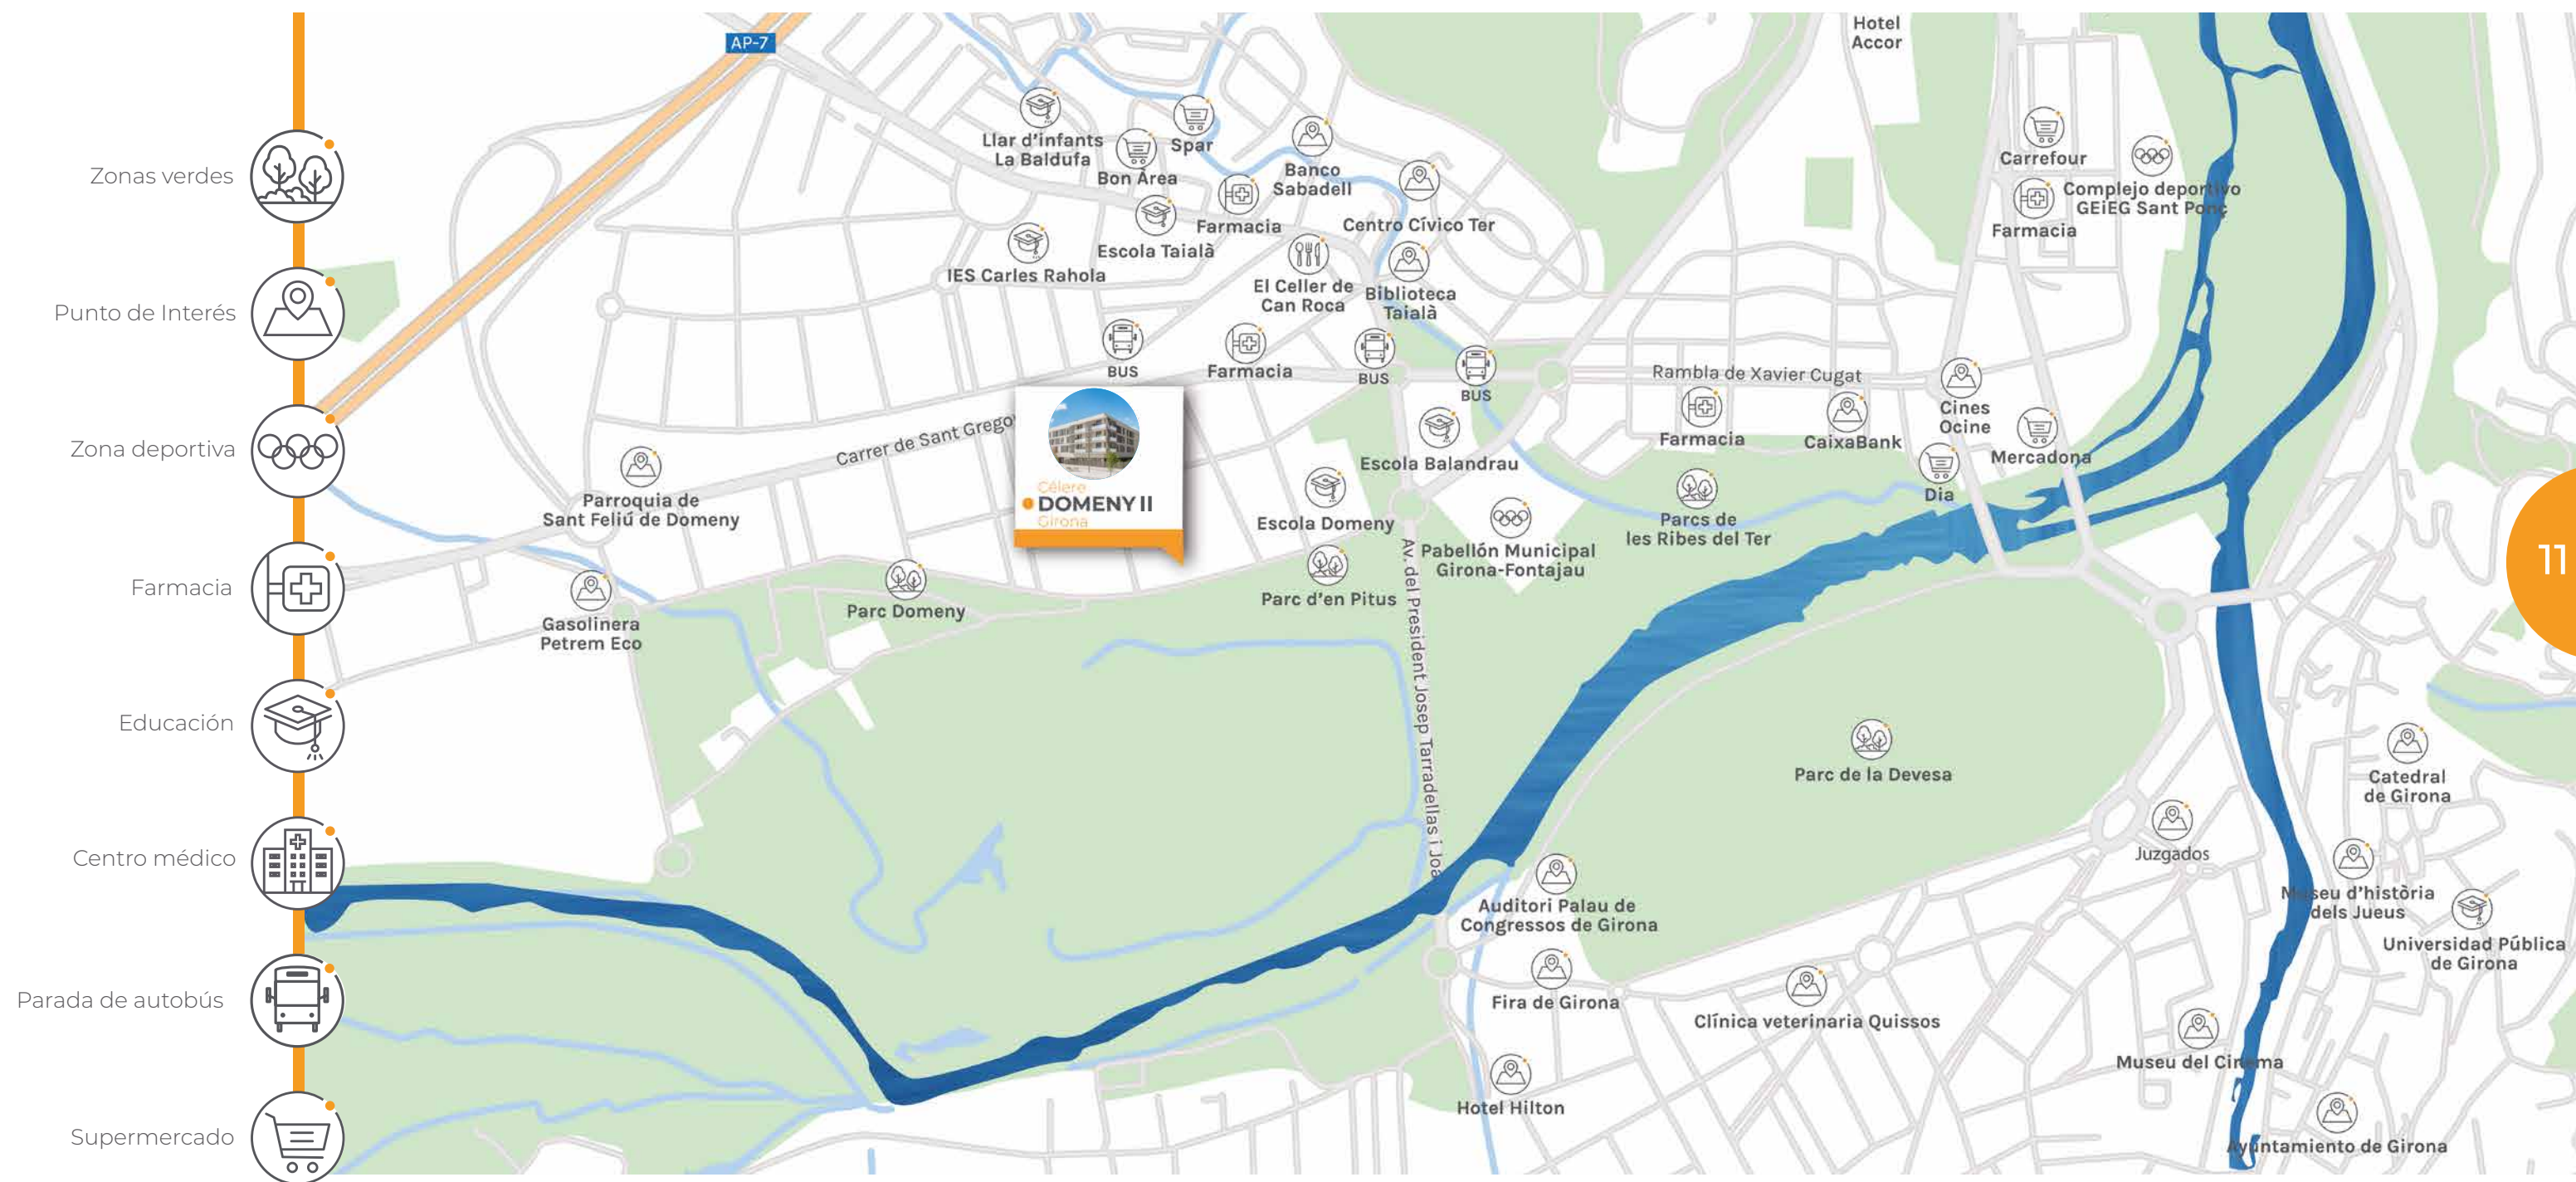 Zonas verdes
Punto de Interés
Zona deportiva
Farmacia
Educación
Centro médico
Parada de autobús
Supermercado
AP-7
Hotel
Accor
Llar d'infants
La Baldufa
Spar
Bon Àrea
Banco
Sabadell
Farmacia
Centro Cívico Ter
Escola Taialà
IES Carles Rahola
El Celler de
Can Roca
Biblioteca
Taialà
Carrefour
Complejo deportivo
GEiEG Sant Ponç
Farmacia
BUS
Farmacia
BUS
BUS
Rambla de Xavier Cugat
Cines
Ocine
Farmacia
CaixaBank
Mercadona
Dia
Carrer de Sant Grego
Célere
DOMENY II
Girona
Escola Balandrau
Escola Domeny
Parroquia de
Sant Feliú de Domeny
Pabellón Municipal
Girona-Fontajau
Parcs de
les Ribes del Ter
Parc d'en Pitus
Parc Domeny
Gasolinera
Petrem Eco
Av. del President Josep Tarradellas i Joa
11
Parc de la Devesa
Catedral
de Girona
Juzgados
Museu d'història
dels Jueus
Universidad Pública
de Girona
Auditori Palau de
Congressos de Girona
Fira de Girona
Clínica veterinaria Quissos
Museu del Cinema
Hotel Hilton
Ayuntamiento de Girona